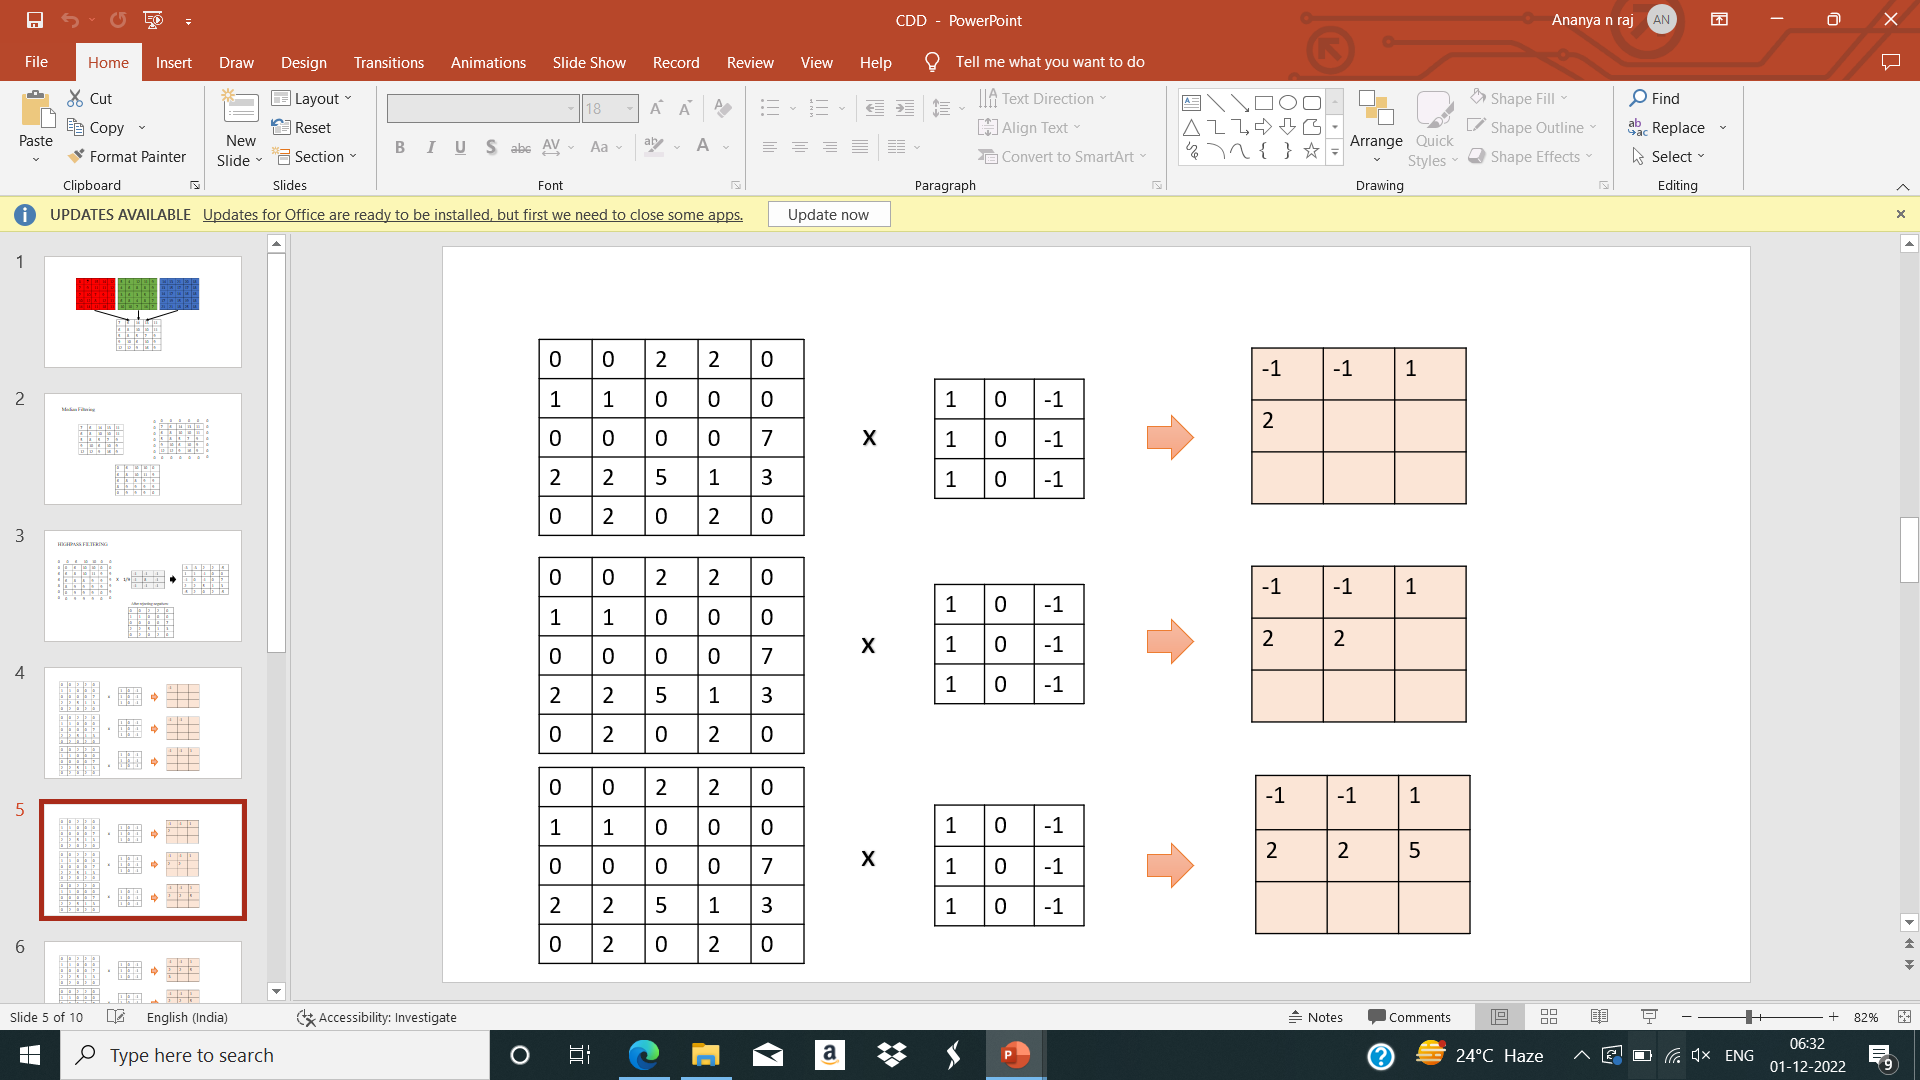 CDD - PowerPoint
Ananya n raj AN
File Home Insert Draw Design Transitions Animations Slide Show Record Review View Help Tell me what you want to do
Paste
Cut
Copy
Format Painter
Clipboard
New Slide
Layout
Reset
Section
Slides
18
B I U S abc AV Aa A
Font
Text Direction
Align Text
Convert to SmartArt
Paragraph
Arrange
Quick Styles
Shape Fill
Shape Outline
Shape Effects
Drawing
Find
Replace
Select
Editing
UPDATES AVAILABLE Updates for Office are ready to be installed, but first we need to close some apps. Update now
1
2
Median Filtering
3
HIGHPASS FILTERING
4
5
6
0 0 2 2 0
1 1 0 0 0
0 0 0 0 7
2 2 5 1 3
0 2 0 2 0
X
1 0 -1
1 0 -1
1 0 -1
-1 -1 1
2
0 0 2 2 0
1 1 0 0 0
0 0 0 0 7
2 2 5 1 3
0 2 0 2 0
X
1 0 -1
1 0 -1
1 0 -1
-1 -1 1
2 2
0 0 2 2 0
1 1 0 0 0
0 0 0 0 7
2 2 5 1 3
0 2 0 2 0
X
1 0 -1
1 0 -1
1 0 -1
-1 -1 1
2 2 5
Slide 5 of 10 English (India) Accessibility: Investigate Notes Comments 82%
Type here to search
24°C Haze ENG
06:32
01-12-2022
9